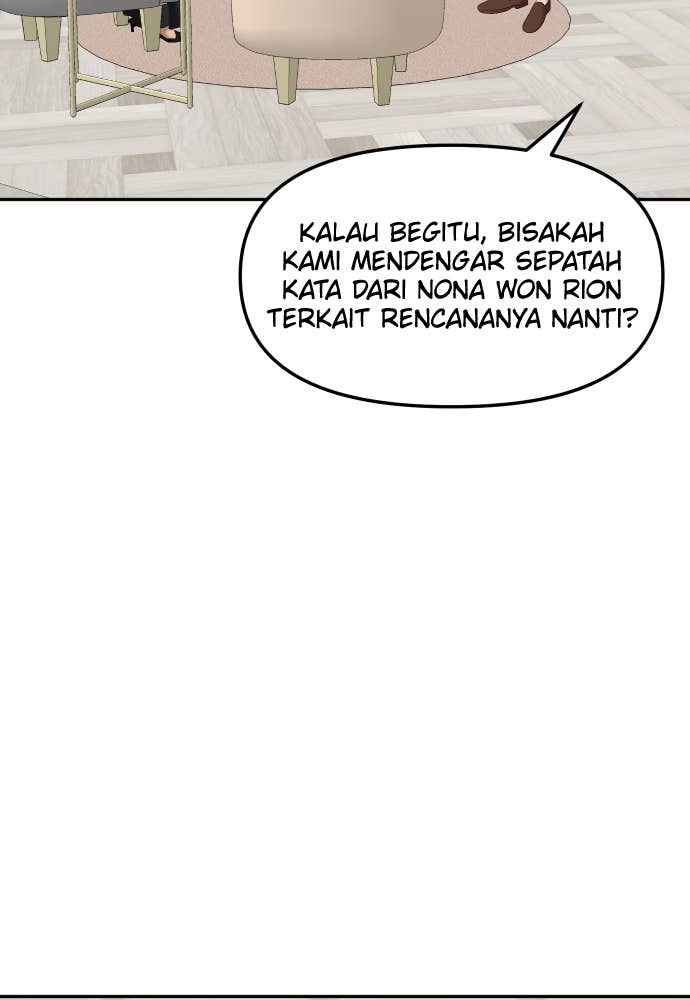 KALAU BEGITU, BISAKAH
KAMI MENDENGAR SEPATAH
KATA DARI NONA WON RION
TERKAIT RENCANANYA NANTI?